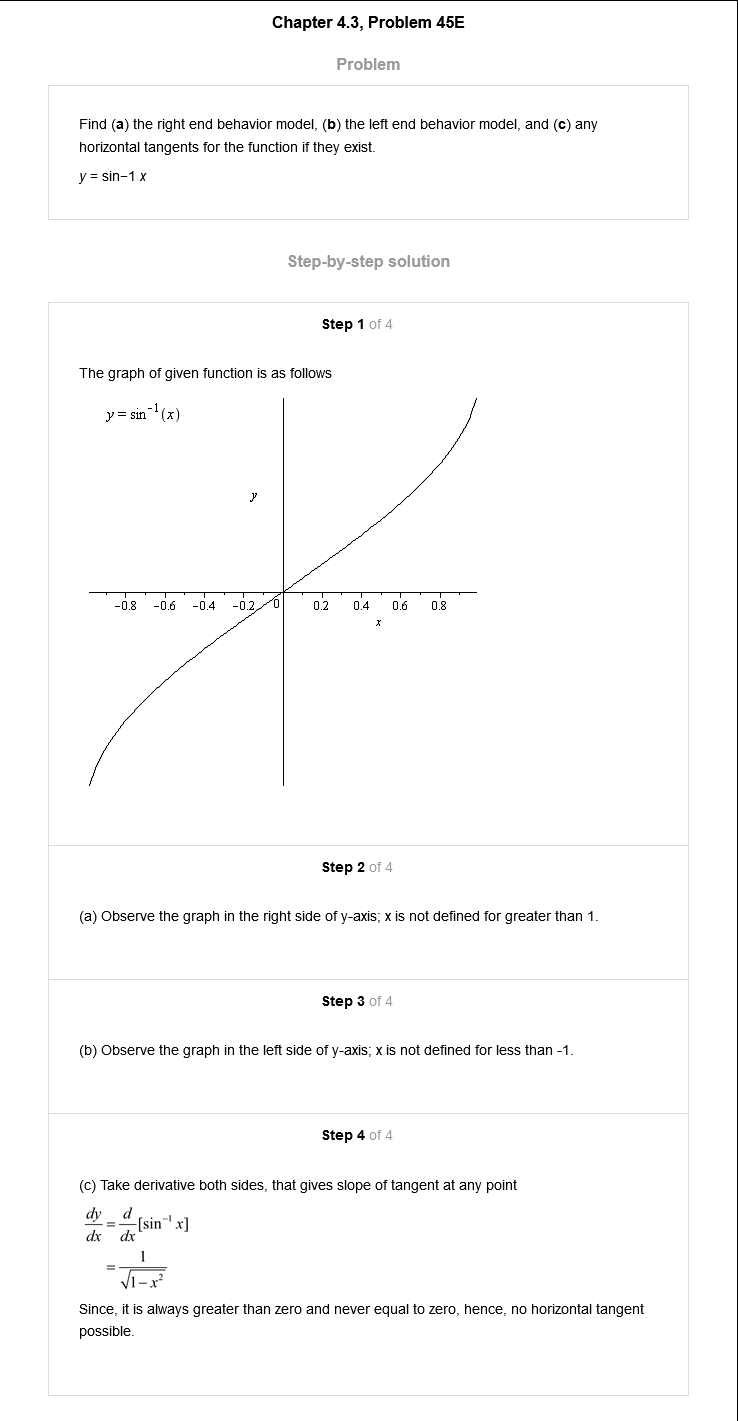 Chapter 4.3, Problem 45E
Problem
Find (a) the right end behavior model, (b) the left end behavior model, and (c) any
horizontal tangents for the function if they exist.
y = sin−1 x
Step-by-step solution
Step 1 of 4
The graph of given function is as follows
y = sin⁻¹(x)
y
−0.8 −0.6 −0.4 −0.2 0 0.2 0.4 0.6 0.8
x
Step 2 of 4
(a) Observe the graph in the right side of y-axis; x is not defined for greater than 1.
Step 3 of 4
(b) Observe the graph in the left side of y-axis; x is not defined for less than -1.
Step 4 of 4
(c) Take derivative both sides, that gives slope of tangent at any point
dy/dx = d/dx [sin⁻¹ x]
= 1/√(1−x²)
Since, it is always greater than zero and never equal to zero, hence, no horizontal tangent
possible.